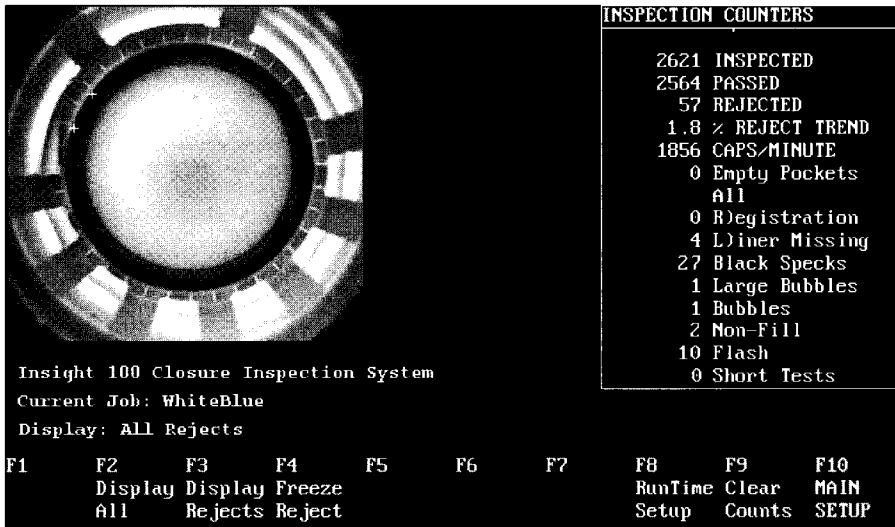 INSPECTION COUNTERS
2621 INSPECTED
2564 PASSED
57 REJECTED
1.8 % REJECT TREND
1856 CAPS/MINUTE
0 Empty Pockets
All
0 R)egistration
4 L)iner Missing
27 Black Specks
1 Large Bubbles
1 Bubbles
2 Non-Fill
10 Flash
0 Short Tests
Insight 100 Closure Inspection System
Current Job: WhiteBlue
Display: All Rejects
F1 F2 F3 F4 F5 F6 F7 F8 F9 F10
Display Display Freeze RunTime Clear MAIN
All Rejects Reject Setup Counts SETUP